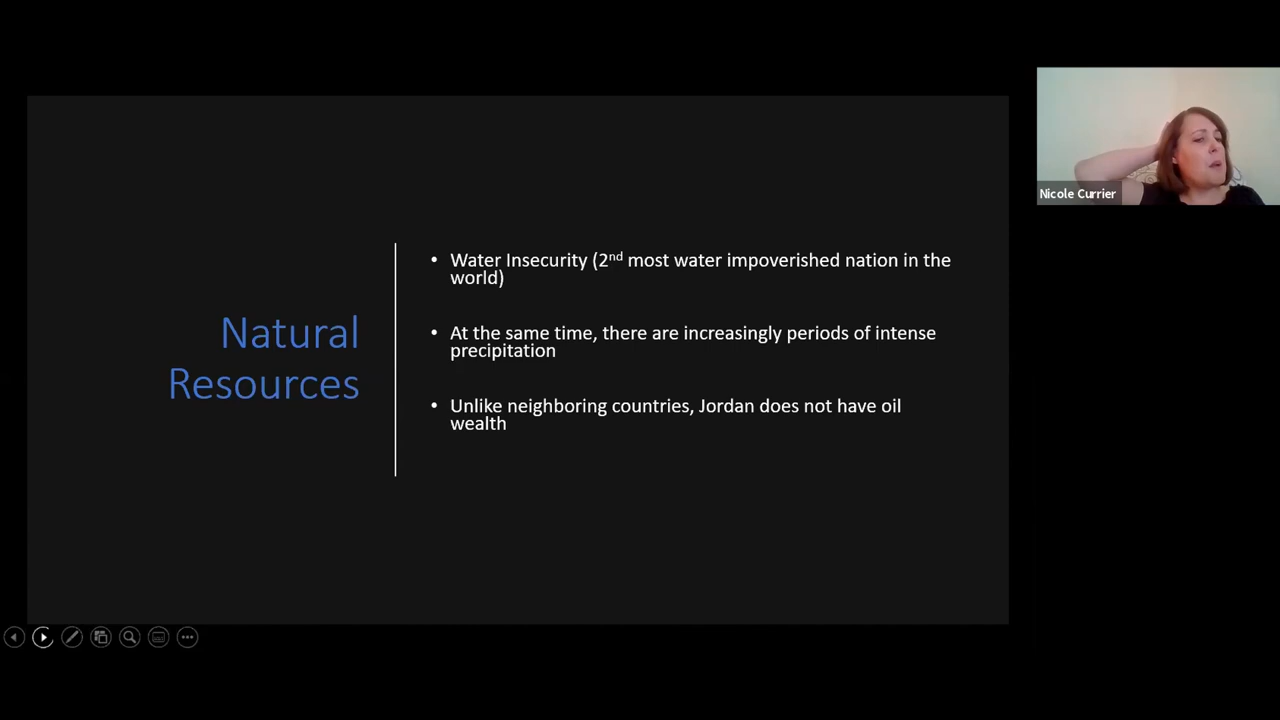 Natural
Resources
• Water Insecurity (2nd most water impoverished nation in the
world)
• At the same time, there are increasingly periods of intense
precipitation
• Unlike neighboring countries, Jordan does not have oil
wealth
Nicole Currier